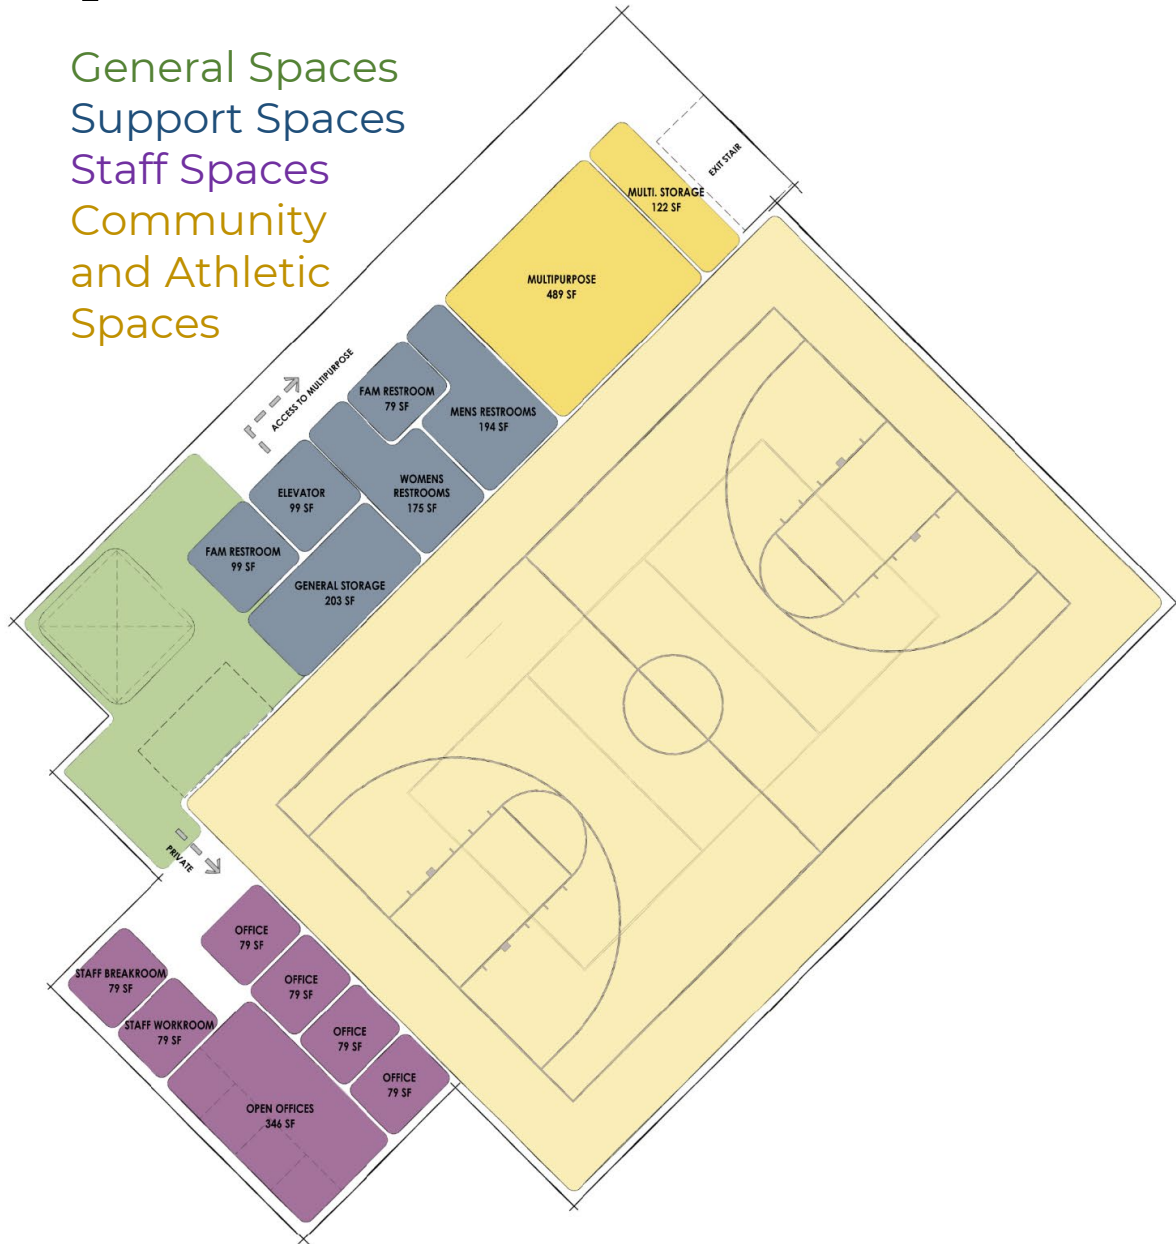 General Spaces
Support Spaces
Staff Spaces
Community
and Athletic
Spaces
EXIT STAIR
MULTI. STORAGE
122 SF
MULTIPURPOSE
489 SF
ACCESS TO MULTIPURPOSE
FAM RESTROOM
79 SF
MENS RESTROOMS
194 SF
WOMENS
RESTROOMS
175 SF
ELEVATOR
99 SF
FAM RESTROOM
99 SF
GENERAL STORAGE
203 SF
PRIVATE
OFFICE
79 SF
STAFF BREAKROOM
79 SF
OFFICE
79 SF
STAFF WORKROOM
79 SF
OFFICE
79 SF
OFFICE
79 SF
OPEN OFFICES
346 SF